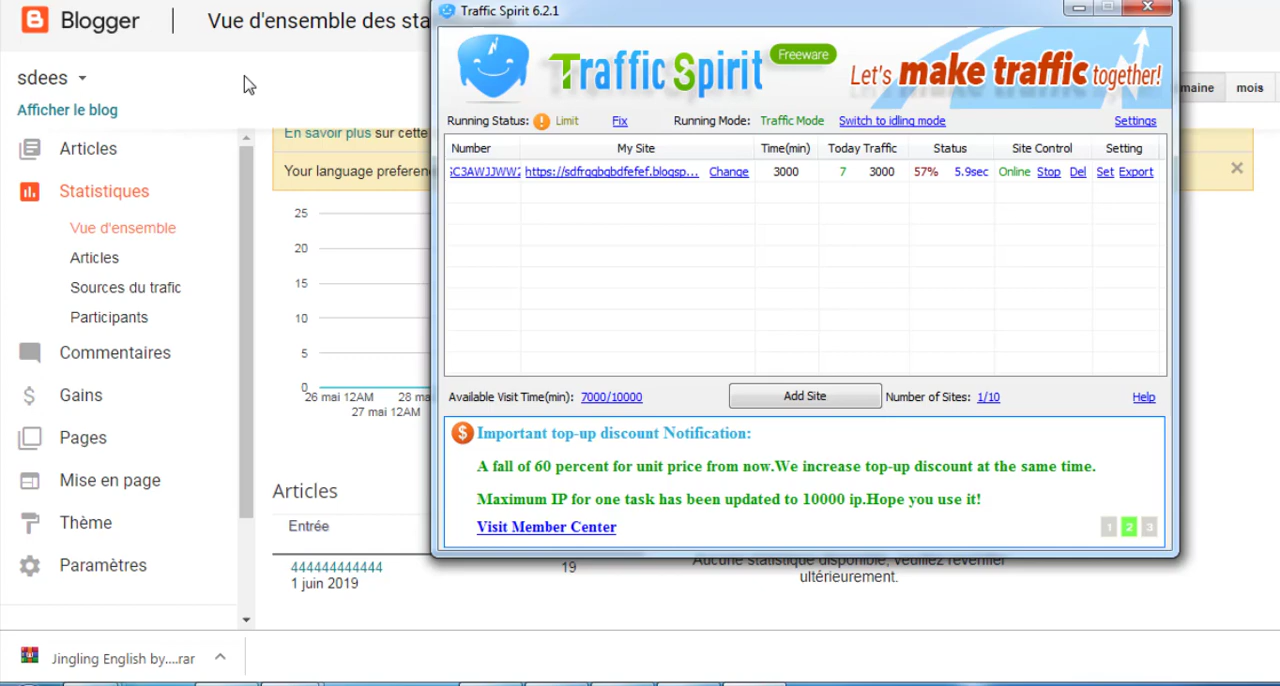 Blogger
Vue d'ensemble des sta
sdees
Afficher le blog
Articles
Statistiques
Vue d'ensemble
Articles
Sources du trafic
Participants
Commentaires
Gains
Pages
Mise en page
Thème
Paramètres
En savoir plus sur cette
Your language preferen
25
20
15
10
5
0
26 mai 12AM
28 ma
27 mai 12AM
Articles
Entrée
444444444444
19
1 juin 2019
ultérieurement.
maine
mois
Traffic Spirit 6.2.1
Traffic Spirit
Freeware
Let's make traffic together!
Running Status: Limit Fix Running Mode: Traffic Mode Switch to idling mode Settings
Number My Site Time(min) Today Traffic Status Site Control Setting
https://sdfrgqbgbdfefef.blogsp... Change 3000 7 3000 57% 5.9sec Online Stop Del Set Export
Available Visit Time(min): 7000/10000 Add Site Number of Sites: 1/10 Help
Important top-up discount Notification:
A fall of 60 percent for unit price from now.We increase top-up discount at the same time.
Maximum IP for one task has been updated to 10000 ip.Hope you use it!
Visit Member Center
1 2 3
Jingling English by....rar